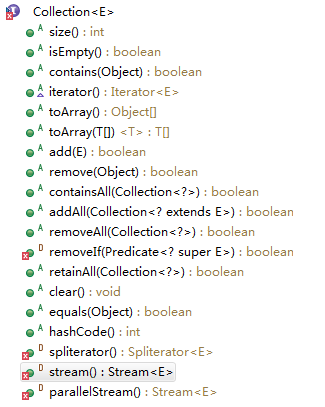 Collection<E>
A size() : int
A isEmpty() : boolean
A contains(Object) : boolean
A iterator() : Iterator<E>
A toArray() : Object[]
A toArray(T[]) <T> : T[]
A add(E) : boolean
A remove(Object) : boolean
A containsAll(Collection<?>) : boolean
A addAll(Collection<? extends E>) : boolean
A removeAll(Collection<?>) : boolean
D removeIf(Predicate<? super E>) : boolean
A retainAll(Collection<?>) : boolean
A clear() : void
A equals(Object) : boolean
A hashCode() : int
D spliterator() : Spliterator<E>
D stream() : Stream<E>
D parallelStream() : Stream<E>